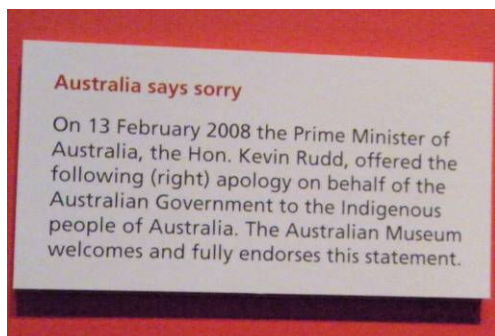 Australia says sorry
On 13 February 2008 the Prime Minister of
Australia, the Hon. Kevin Rudd, offered the
following (right) apology on behalf of the
Australian Government to the Indigenous
people of Australia. The Australian Museum
welcomes and fully endorses this statement.